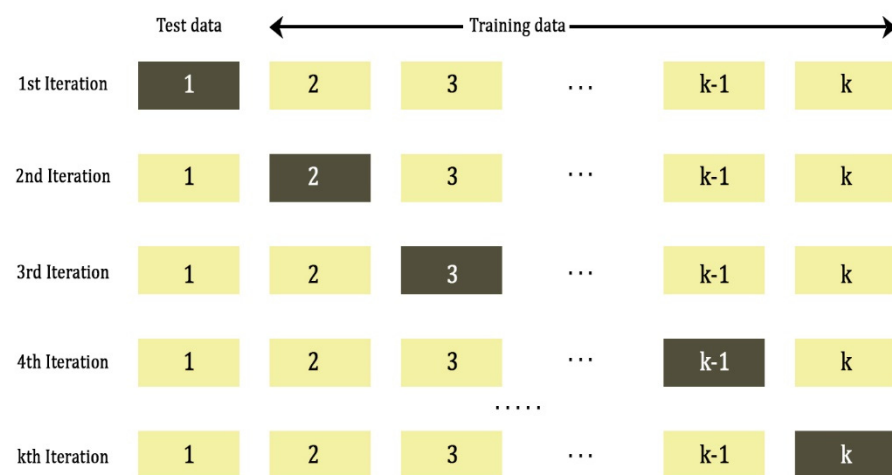 Test data Training data
1st Iteration 1 2 3 ... k-1 k
2nd Iteration 1 2 3 ... k-1 k
3rd Iteration 1 2 3 ... k-1 k
4th Iteration 1 2 3 ... k-1 k
.....
kth Iteration 1 2 3 ... k-1 k